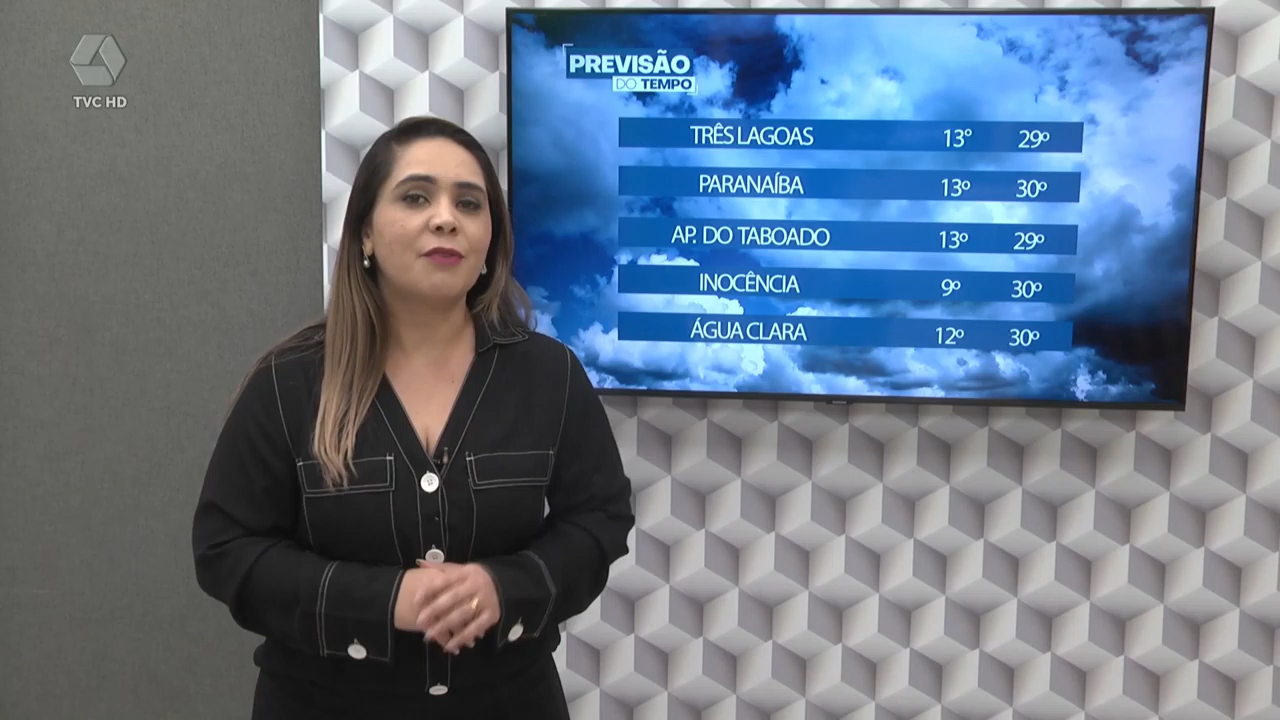 TVC HD
PREVISÃO
DO TEMPO
TRÊS LAGOAS 13° 29º
PARANAÍBA 13º 30º
AP. DO TABOADO 13º 29º
INOCÊNCIA 9º 30º
ÁGUA CLARA 12º 30º